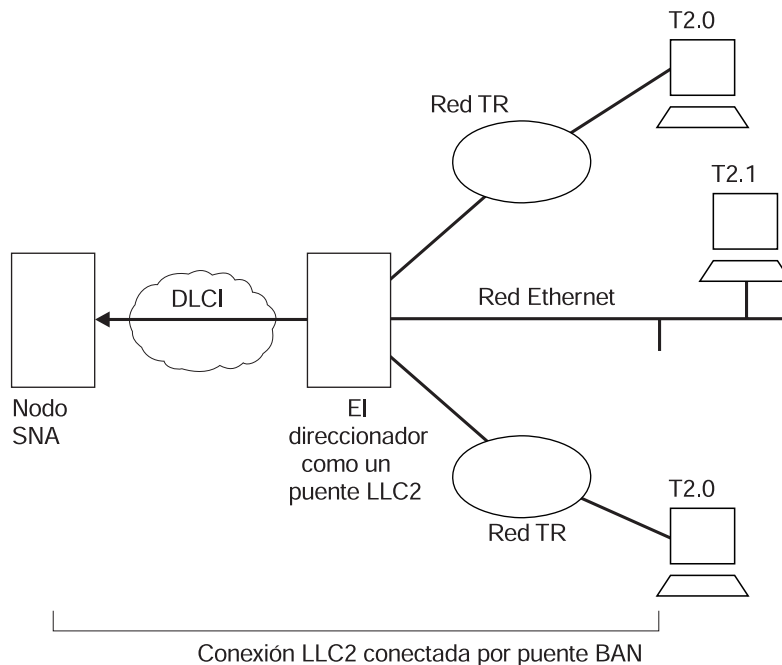 T2.0
Red TR
T2.1
DLCI
Red Ethernet
Nodo
SNA
El
direccionador
como un
puente LLC2
T2.0
Red TR
Conexión LLC2 conectada por puente BAN